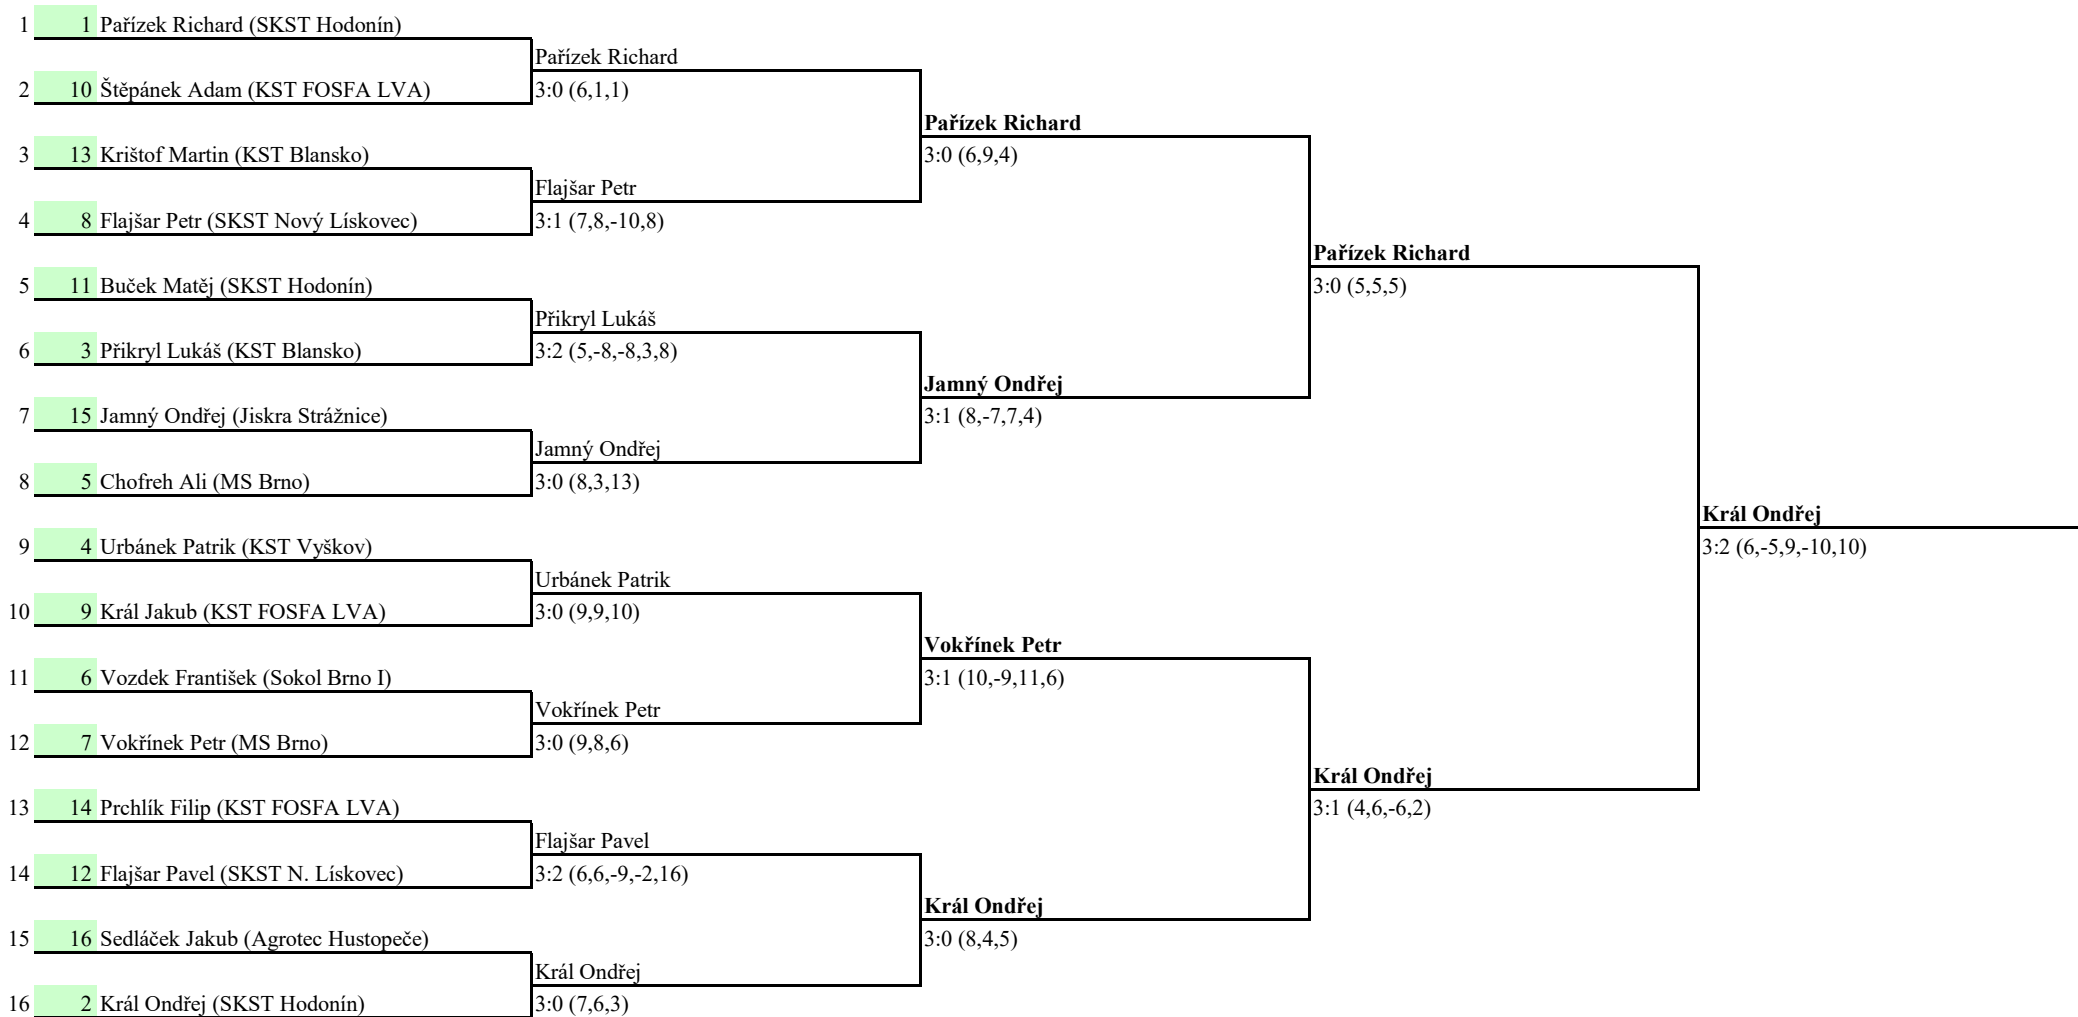 1 1 Pařízek Richard (SKST Hodonín)
Pařízek Richard
2 10 Štěpánek Adam (KST FOSFA LVA) 3:0 (6,1,1)
Pařízek Richard
3 13 Krištof Martin (KST Blansko) 3:0 (6,9,4)
Flajšar Petr
4 8 Flajšar Petr (SKST Nový Lískovec) 3:1 (7,8,-10,8)
Pařízek Richard
5 11 Buček Matěj (SKST Hodonín) 3:0 (5,5,5)
Přikryl Lukáš
6 3 Přikryl Lukáš (KST Blansko) 3:2 (5,-8,-8,3,8)
Jamný Ondřej
7 15 Jamný Ondřej (Jiskra Strážnice) 3:1 (8,-7,7,4)
Jamný Ondřej
8 5 Chofreh Ali (MS Brno) 3:0 (8,3,13)
Král Ondřej
9 4 Urbánek Patrik (KST Vyškov) 3:2 (6,-5,9,-10,10)
Urbánek Patrik
10 9 Král Jakub (KST FOSFA LVA) 3:0 (9,9,10)
Vokřínek Petr
11 6 Vozdek František (Sokol Brno I) 3:1 (10,-9,11,6)
Vokřínek Petr
12 7 Vokřínek Petr (MS Brno) 3:0 (9,8,6)
Král Ondřej
13 14 Prchlík Filip (KST FOSFA LVA) 3:1 (4,6,-6,2)
Flajšar Pavel
14 12 Flajšar Pavel (SKST N. Lískovec) 3:2 (6,6,-9,-2,16)
Král Ondřej
15 16 Sedláček Jakub (Agrotec Hustopeče) 3:0 (8,4,5)
Král Ondřej
16 2 Král Ondřej (SKST Hodonín) 3:0 (7,6,3)